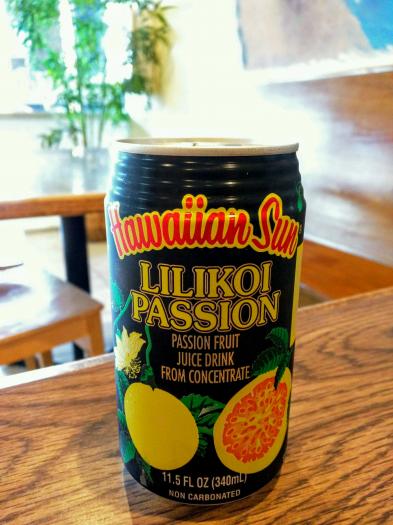 Hawaiian Sun
LILIKOI
PASSION
PASSION FRUIT
JUICE DRINK
FROM CONCENTRATE
11.5 FL OZ (340mL)
NON CARBONATED